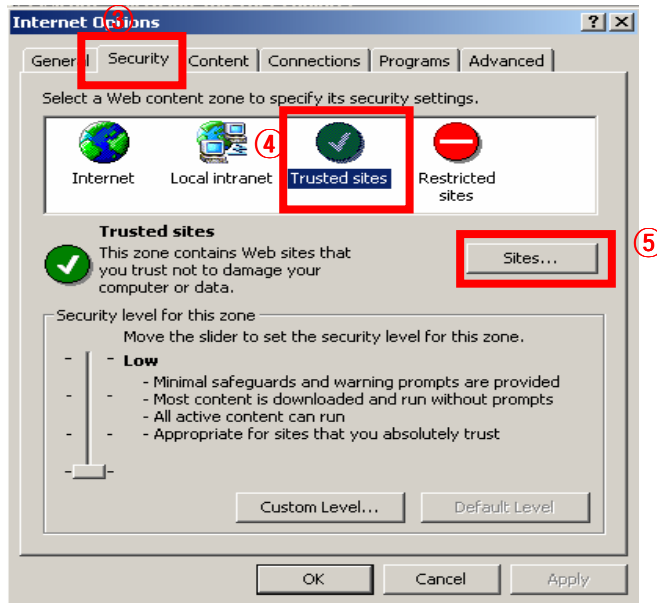 ③
Internet Options
General Security Content Connections Programs Advanced
Select a Web content zone to specify its security settings.
④
Internet Local intranet Trusted sites Restricted
sites
Trusted sites
This zone contains Web sites that
you trust not to damage your
computer or data.
Sites...
⑤
Security level for this zone
Move the slider to set the security level for this zone.
Low
- Minimal safeguards and warning prompts are provided
- Most content is downloaded and run without prompts
- All active content can run
- Appropriate for sites that you absolutely trust
Custom Level... Default Level
OK Cancel Apply